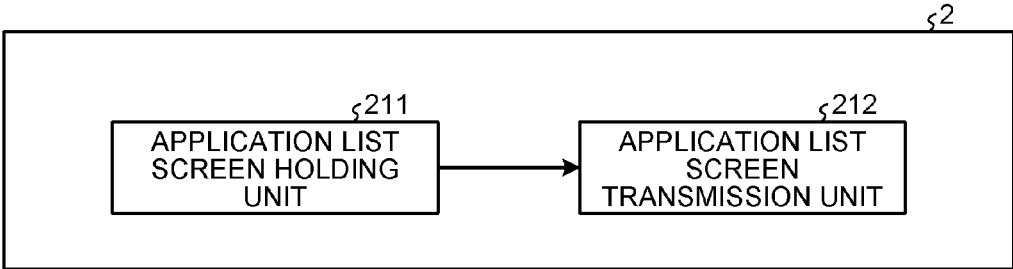 2
211
APPLICATION LIST
SCREEN HOLDING
UNIT
212
APPLICATION LIST
SCREEN
TRANSMISSION UNIT